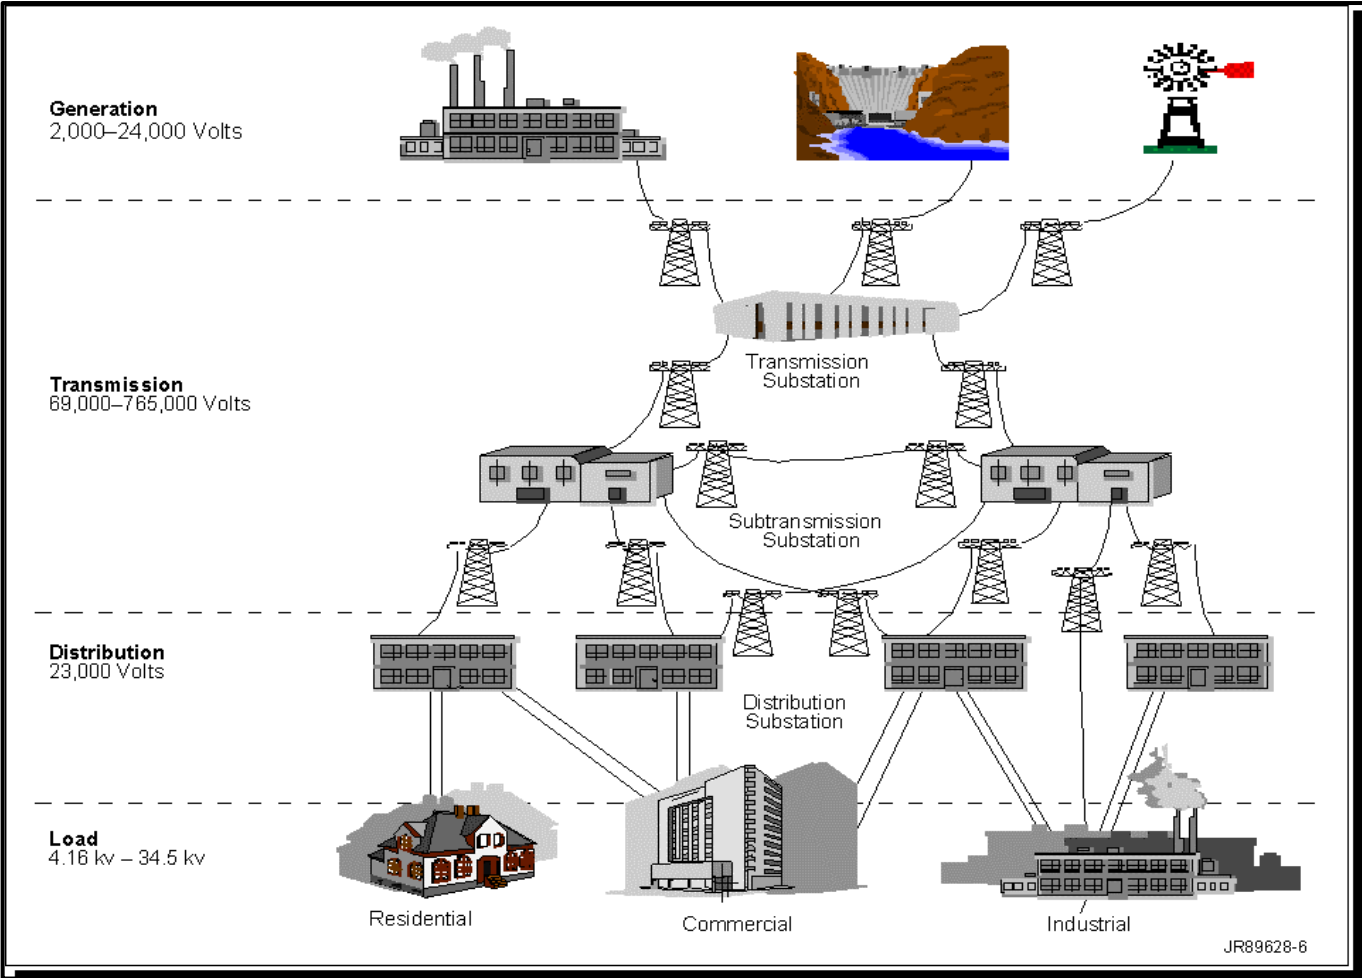 Generation
2,000–24,000 Volts
Transmission
Substation
Transmission
69,000–765,000 Volts
Subtransmission
Substation
Distribution
23,000 Volts
Distribution
Substation
Load
4.16 kv – 34.5 kv
Residential
Commercial
Industrial
JR89628-6